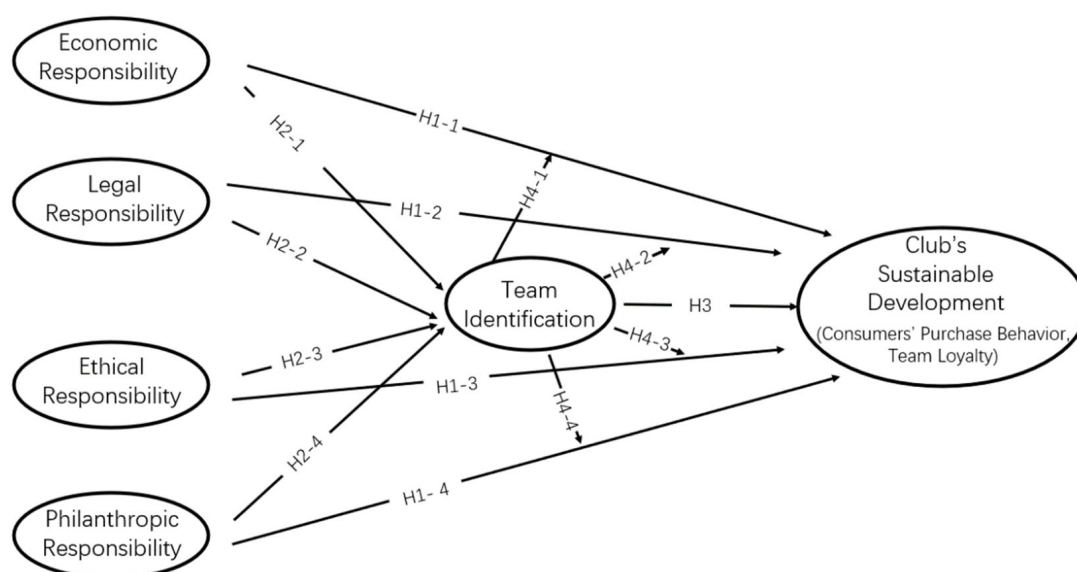 Economic
Responsibility
H1-1
H2-1
Legal
Responsibility
H4-1
H1-2
H2-2
H4-2
Club's
Sustainable
Development
(Consumers' Purchase Behavior,
Team Loyalty)
Team
Identification
H3
H4-3
Ethical
Responsibility
H2-3
H1-3
H4-4
H2-4
H1- 4
Philanthropic
Responsibility